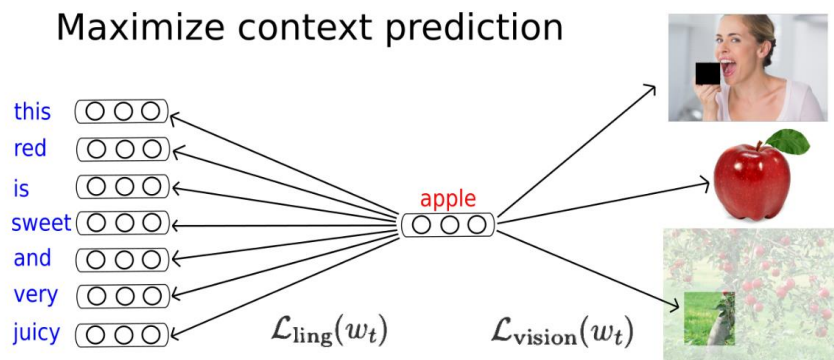 Maximize context prediction
this
red
is
sweet
and
very
juicy
apple
ℒling(wt)
ℒvision(wt)